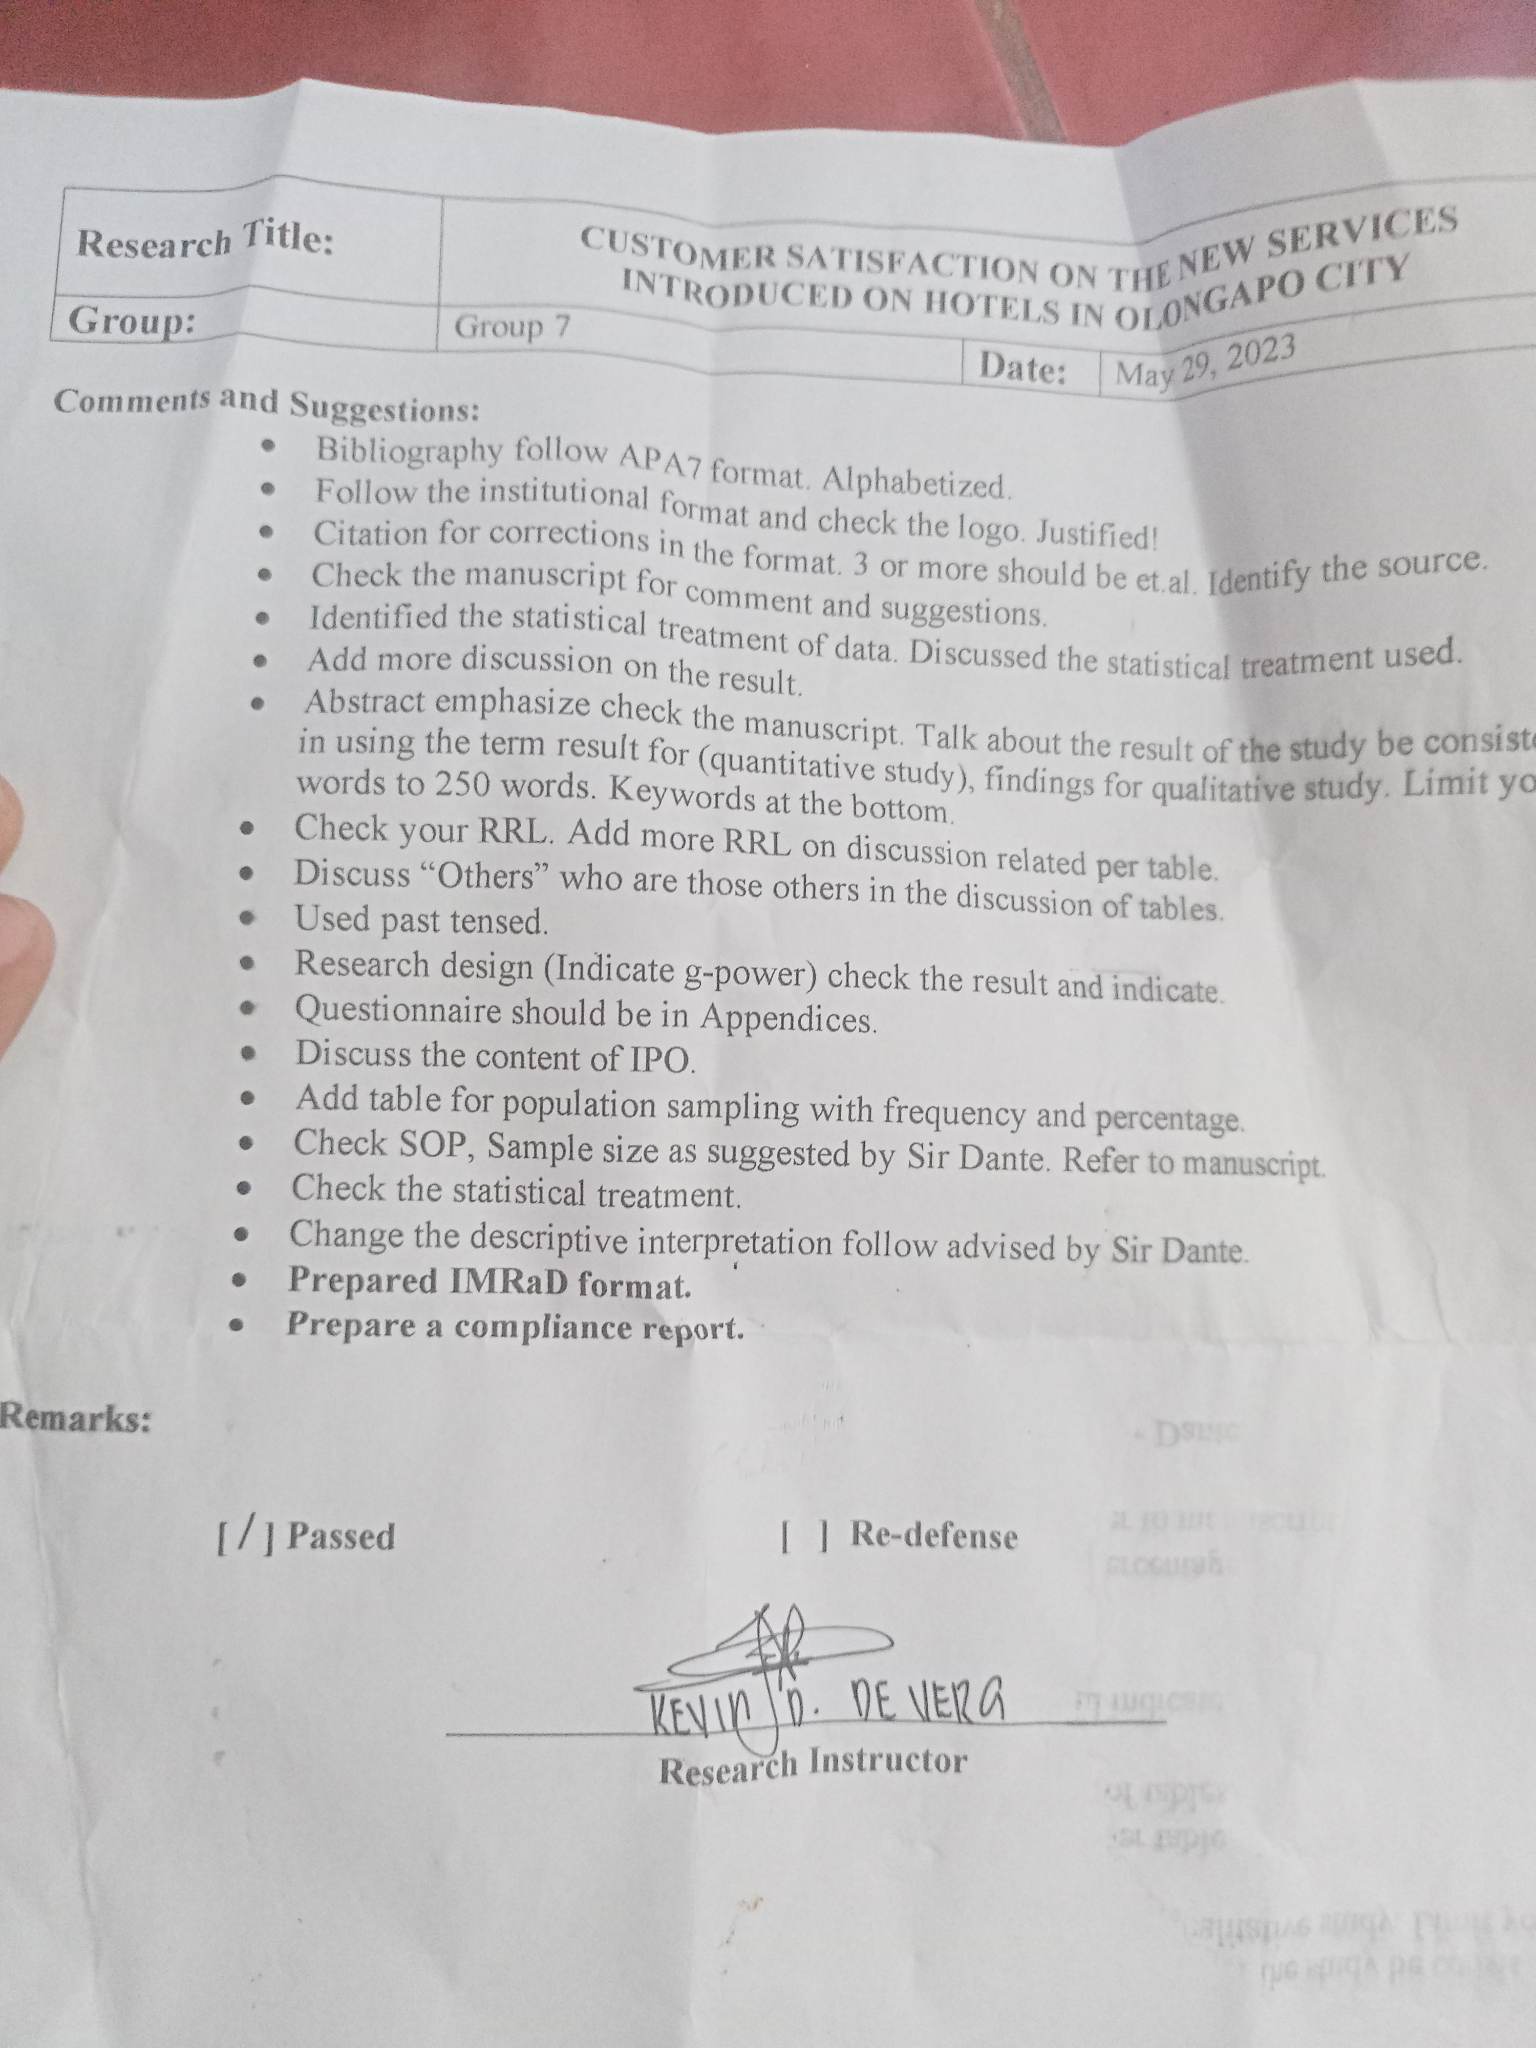 Research Title:
CUSTOMER SATISFACTION ON THE NEW SERVICES
INTRODUCED ON HOTELS IN OLONGAPO CITY
Group:
Group 7
Date:
May 29, 2023
Comments and Suggestions:
• Bibliography follow APA7 format. Alphabetized.
• Follow the institutional format and check the logo. Justified!
• Citation for corrections in the format. 3 or more should be et.al. Identify the source.
• Check the manuscript for comment and suggestions.
• Identified the statistical treatment of data. Discussed the statistical treatment used.
• Add more discussion on the result.
• Abstract emphasize check the manuscript. Talk about the result of the study be
in using the term result for (quantitative study), findings for qualitative study. Limit
words to 250 words. Keywords at the bottom.
• Check your RRL. Add more RRL on discussion related per table.
• Discuss “Others” who are those others in the discussion of tables.
• Used past tensed.
• Research design (Indicate g-power) check the result and indicate.
• Questionnaire should be in Appendices.
• Discuss the content of IPO.
• Add table for population sampling with frequency and percentage.
• Check SOP, Sample size as suggested by Sir Dante. Refer to manuscript.
• Check the statistical treatment.
• Change the descriptive interpretation follow advised by Sir Dante.
• Prepared IMRaD format.
• Prepare a compliance report.
Remarks:
[ / ] Passed
[ ] Re-defense
KEVIN D. DE VERA
Research Instructor